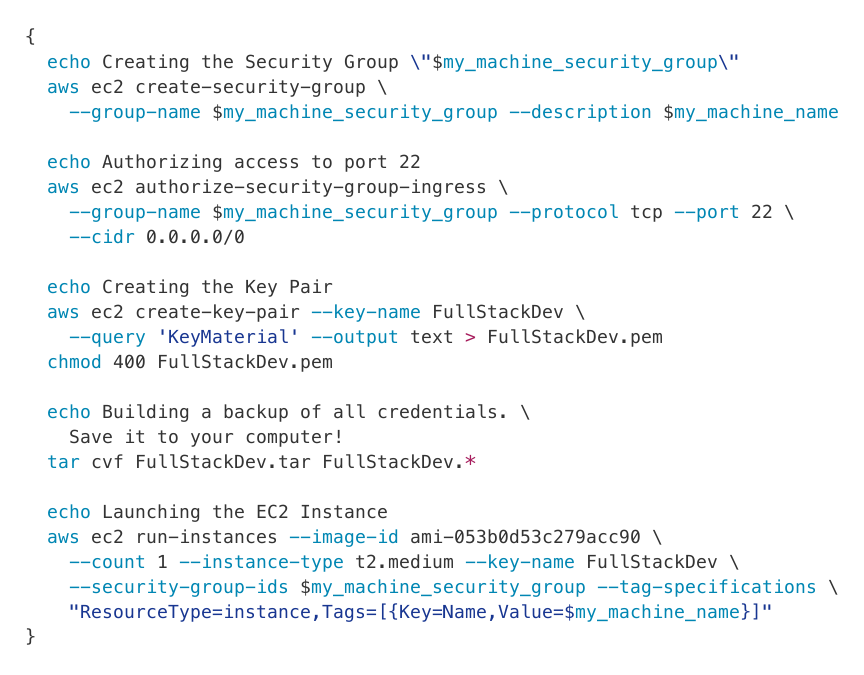 {
  echo Creating the Security Group \"$my_machine_security_group\"
  aws ec2 create-security-group \
    --group-name $my_machine_security_group --description $my_machine_name

  echo Authorizing access to port 22
  aws ec2 authorize-security-group-ingress \
    --group-name $my_machine_security_group --protocol tcp --port 22 \
    --cidr 0.0.0.0/0

  echo Creating the Key Pair
  aws ec2 create-key-pair --key-name FullStackDev \
    --query 'KeyMaterial' --output text > FullStackDev.pem
  chmod 400 FullStackDev.pem

  echo Building a backup of all credentials. \
    Save it to your computer!
  tar cvf FullStackDev.tar FullStackDev.*

  echo Launching the EC2 Instance
  aws ec2 run-instances --image-id ami-053b0d53c279acc90 \
    --count 1 --instance-type t2.medium --key-name FullStackDev \
    --security-group-ids $my_machine_security_group --tag-specifications \
    "ResourceType=instance,Tags=[{Key=Name,Value=$my_machine_name}]"
}